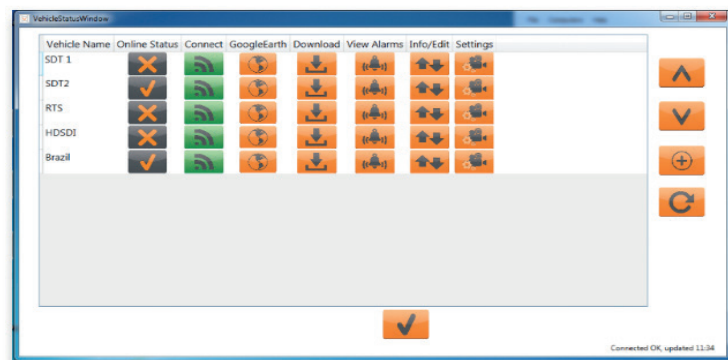 VehicleStatusWindow
Vehicle Name Online Status Connect GoogleEarth Download View Alarms Info/Edit Settings
SDT 1
SDT2
RTS
HDSDI
Brazil
Connected OK, updated 11:34